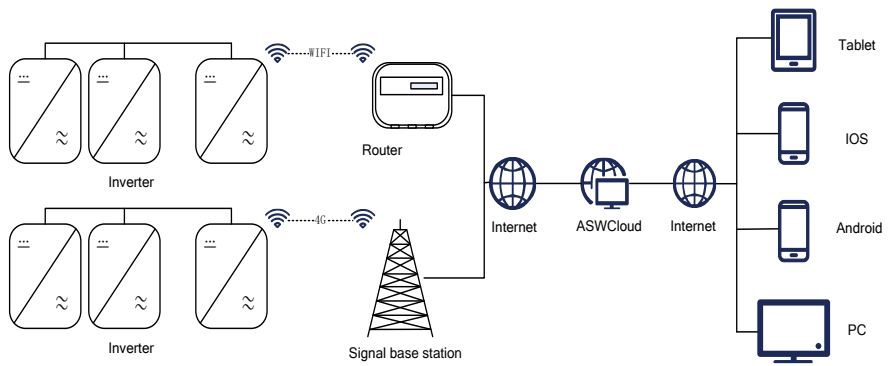 WIFI
Tablet
Router
IOS
Inverter
4G
Internet
ASWCloud
Internet
Android
Inverter
Signal base station
PC